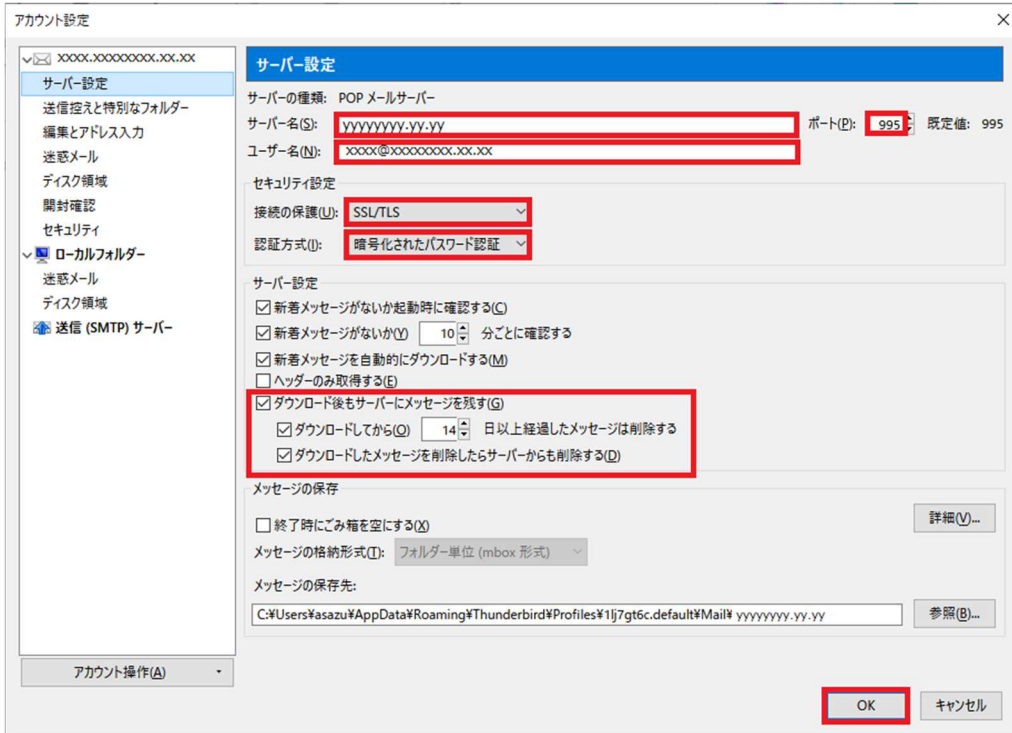 アカウント設定
xxxx.xxxxxxxx.xx.xx
サーバー設定
送信控えと特別なフォルダー
編集とアドレス入力
迷惑メール
ディスク領域
開封確認
セキュリティ
ローカルフォルダー
迷惑メール
ディスク領域
送信 (SMTP) サーバー
アカウント操作(A)
サーバー設定
サーバーの種類: POP メールサーバー
サーバー名(S): yyyyyyyy.yy.yy ポート(P): 995 既定値: 995
ユーザー名(N): xxxx@xxxxxxxx.xx.xx
セキュリティ設定
接続の保護(U): SSL/TLS
認証方式(I): 暗号化されたパスワード認証
サーバー設定
新着メッセージがないか起動時に確認する(C)
新着メッセージがないか(Y) 10 分ごとに確認する
新着メッセージを自動的にダウンロードする(M)
ヘッダーのみ取得する(E)
ダウンロード後もサーバーにメッセージを残す(G)
ダウンロードしてから(O) 14 日以上経過したメッセージは削除する
ダウンロードしたメッセージを削除したらサーバーからも削除する(D)
メッセージの保存
終了時にごみ箱を空にする(X) 詳細(V)...
メッセージの格納形式(T): フォルダー単位 (mbox 形式)
メッセージの保存先:
C:¥Users¥asazu¥AppData¥Roaming¥Thunderbird¥Profiles¥1lj7gt6c.default¥Mail¥ yyyyyyyy.yy.yy 参照(B)...
OK キャンセル